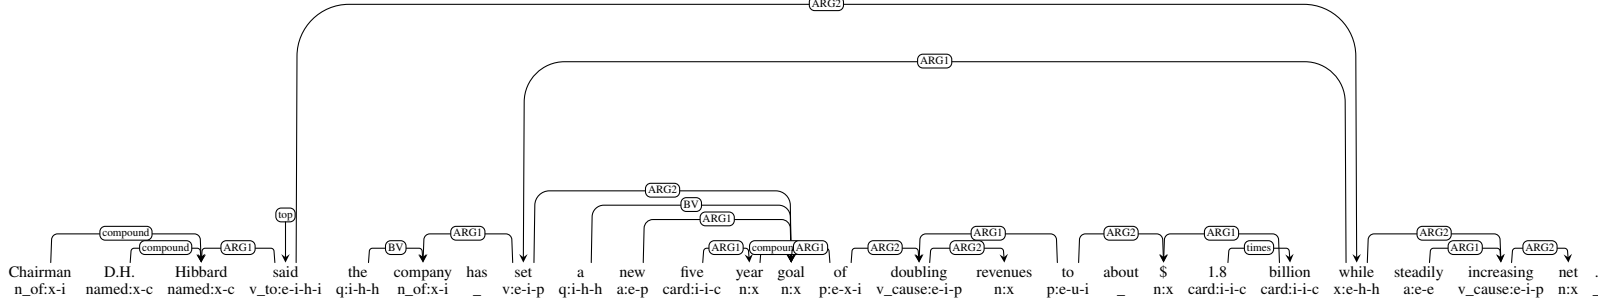 ARG2
ARG1
ARG2
BV
top ARG1
compound ARG1 ARG1 ARG2 ARG1 ARG2
compound ARG1 BV ARG1 compoun ARG1 ARG2 ARG2 times ARG1 ARG2
Chairman D.H. Hibbard said the company has set a new five year goal of doubling revenues to about $ 1.8 billion while steadily increasing net .
n_of:x-i named:x-c named:x-c v_to:e-i-h-i q:i-h-h n_of:x-i _ v:e-i-p q:i-h-h a:e-p card:i-i-c n:x n:x p:e-x-i v_cause:e-i-p n:x p:e-u-i _ n:x card:i-i-c card:i-i-c x:e-h-h a:e-e v_cause:e-i-p n:x _